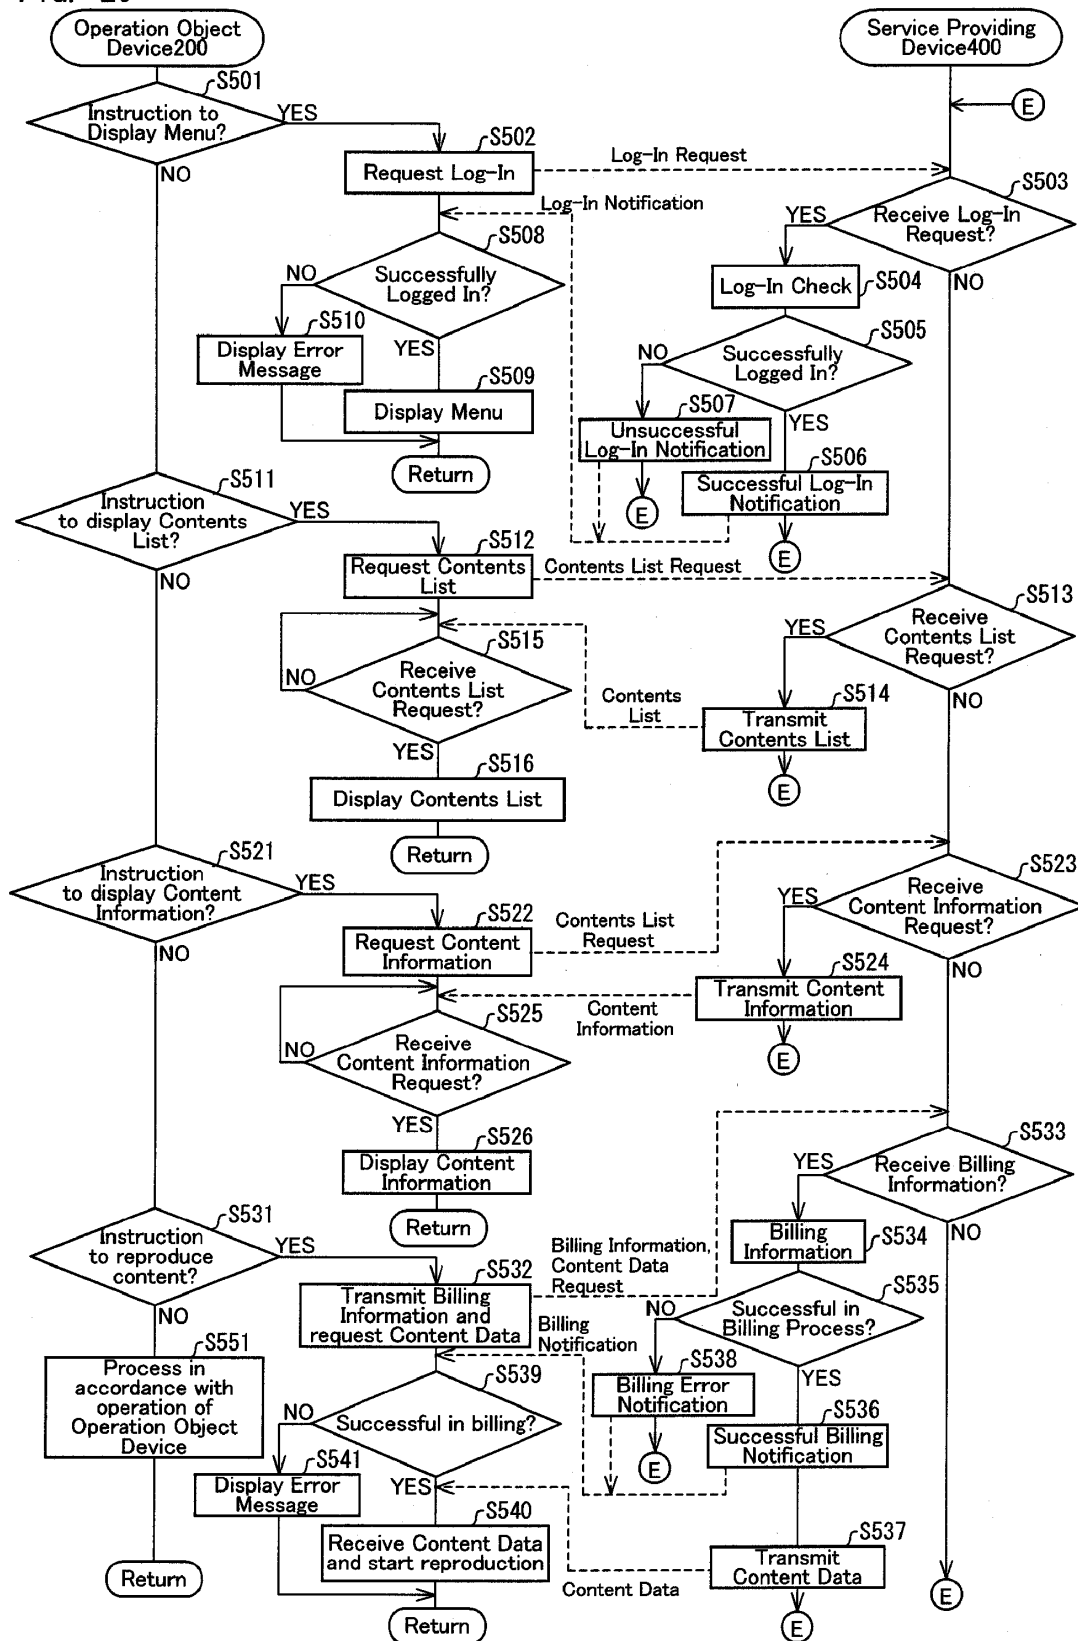 Operation Object
Device200
Service Providing
Device400
S501
Instruction to
Display Menu?
YES
NO
E
S502
Request Log-In
Log-In Request
S503
Receive Log-In
Request?
YES
NO
Log-In Notification
S508
Successfully
Logged In?
NO
YES
S504
Log-In Check
S505
Successfully
Logged In?
NO
YES
S510
Display Error
Message
S509
Display Menu
Return
S507
Unsuccessful
Log-In Notification
E
S506
Successful Log-In
Notification
E
S511
Instruction
to display Contents
List?
YES
NO
S512
Request Contents
List
Contents List Request
S513
Receive
Contents List
Request?
YES
NO
S515
Receive
Contents List
Request?
NO
YES
Contents
List
S514
Transmit
Contents List
E
S516
Display Contents List
Return
S521
Instruction
to display Content
Information?
YES
NO
S522
Request Content
Information
Contents List
Request
S523
Receive
Content Information
Request?
YES
NO
S524
Transmit Content
Information
E
Content
Information
S525
Receive
Content Information
Request?
NO
YES
S526
Display Content
Information
Return
S533
Receive Billing
Information?
YES
NO
S531
Instruction
to reproduce
content?
YES
NO
S532
Transmit Billing
Information and
request Content Data
Billing Information,
Content Data
Request
Billing
Information
S534
S535
Successful in
Billing Process?
NO
YES
Billing
Notification
S538
Billing Error
Notification
E
S536
Successful Billing
Notification
S551
Process in
accordance with
operation of
Operation Object
Device
Return
S539
Successful in billing?
NO
YES
S541
Display Error
Message
S540
Receive Content Data
and start reproduction
Return
Content Data
S537
Transmit
Content Data
E
E